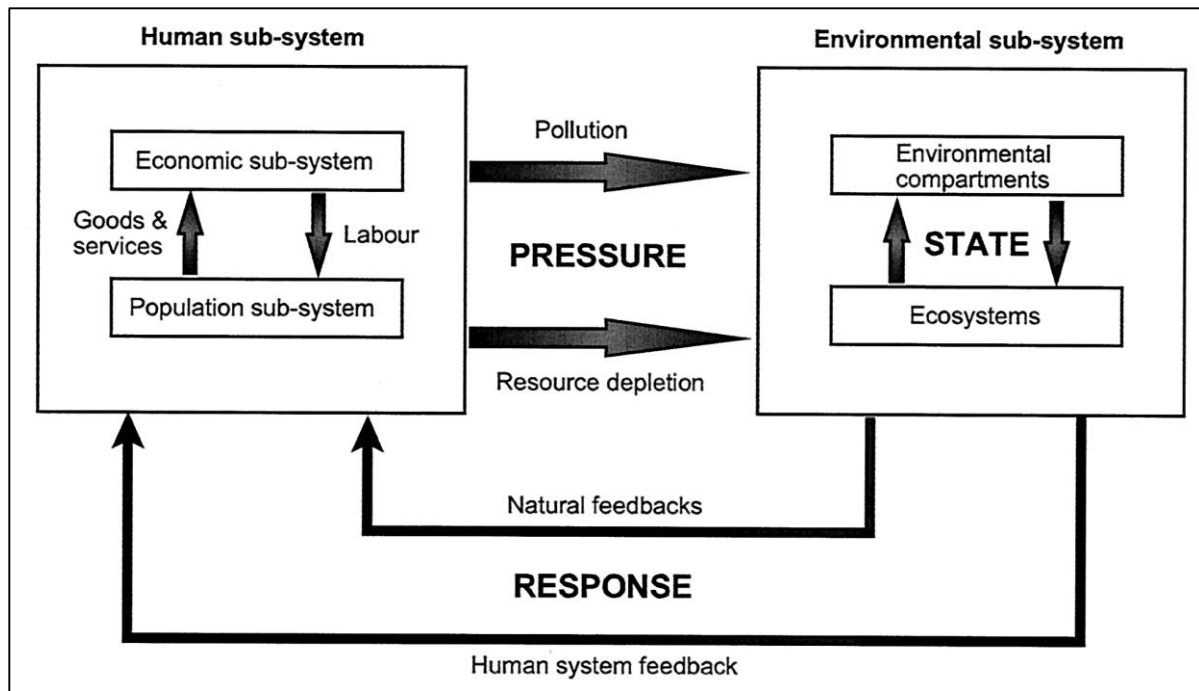 Human sub-system
Environmental sub-system
Economic sub-system
Goods &
services
Labour
Population sub-system
Pollution
PRESSURE
Resource depletion
Environmental
compartments
STATE
Ecosystems
Natural feedbacks
RESPONSE
Human system feedback